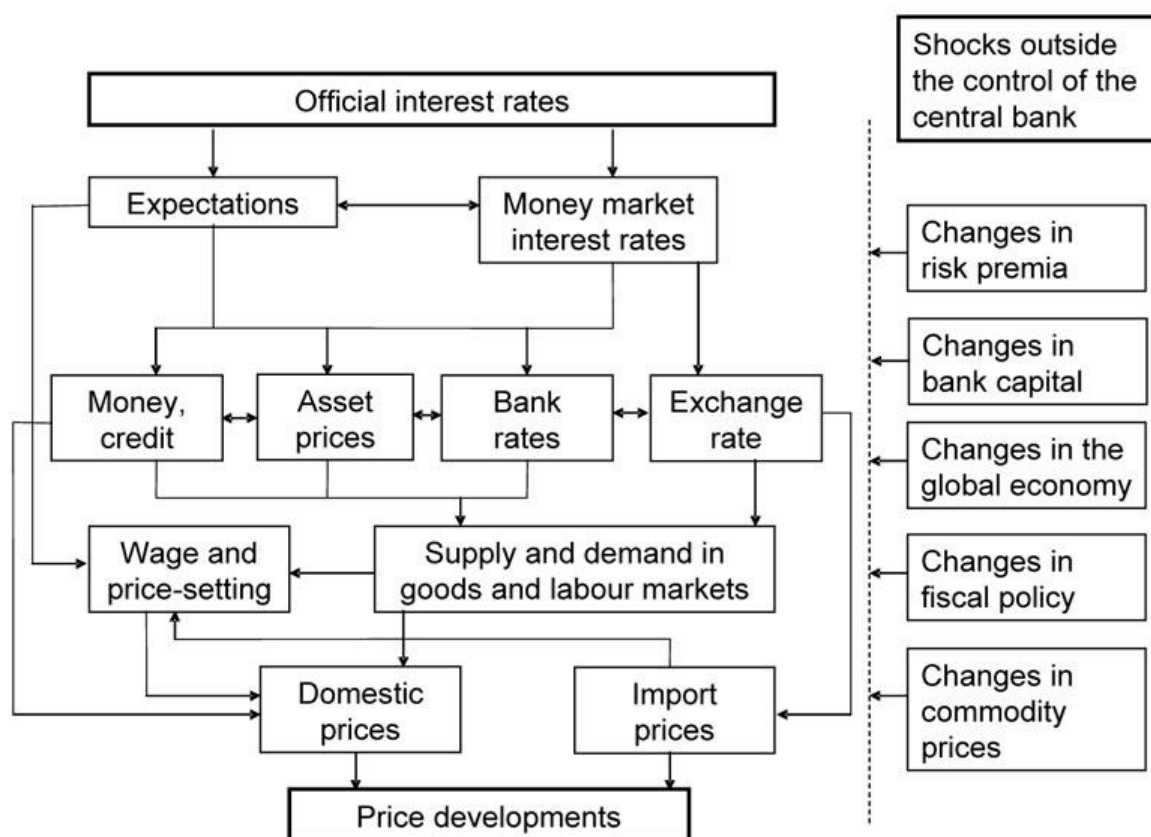 Official interest rates
Expectations
Money market
interest rates
Money,
credit
Asset
prices
Bank
rates
Exchange
rate
Wage and
price-setting
Supply and demand in
goods and labour markets
Domestic
prices
Import
prices
Price developments
Shocks outside
the control of the
central bank
Changes in
risk premia
Changes in
bank capital
Changes in the
global economy
Changes in
fiscal policy
Changes in
commodity
prices